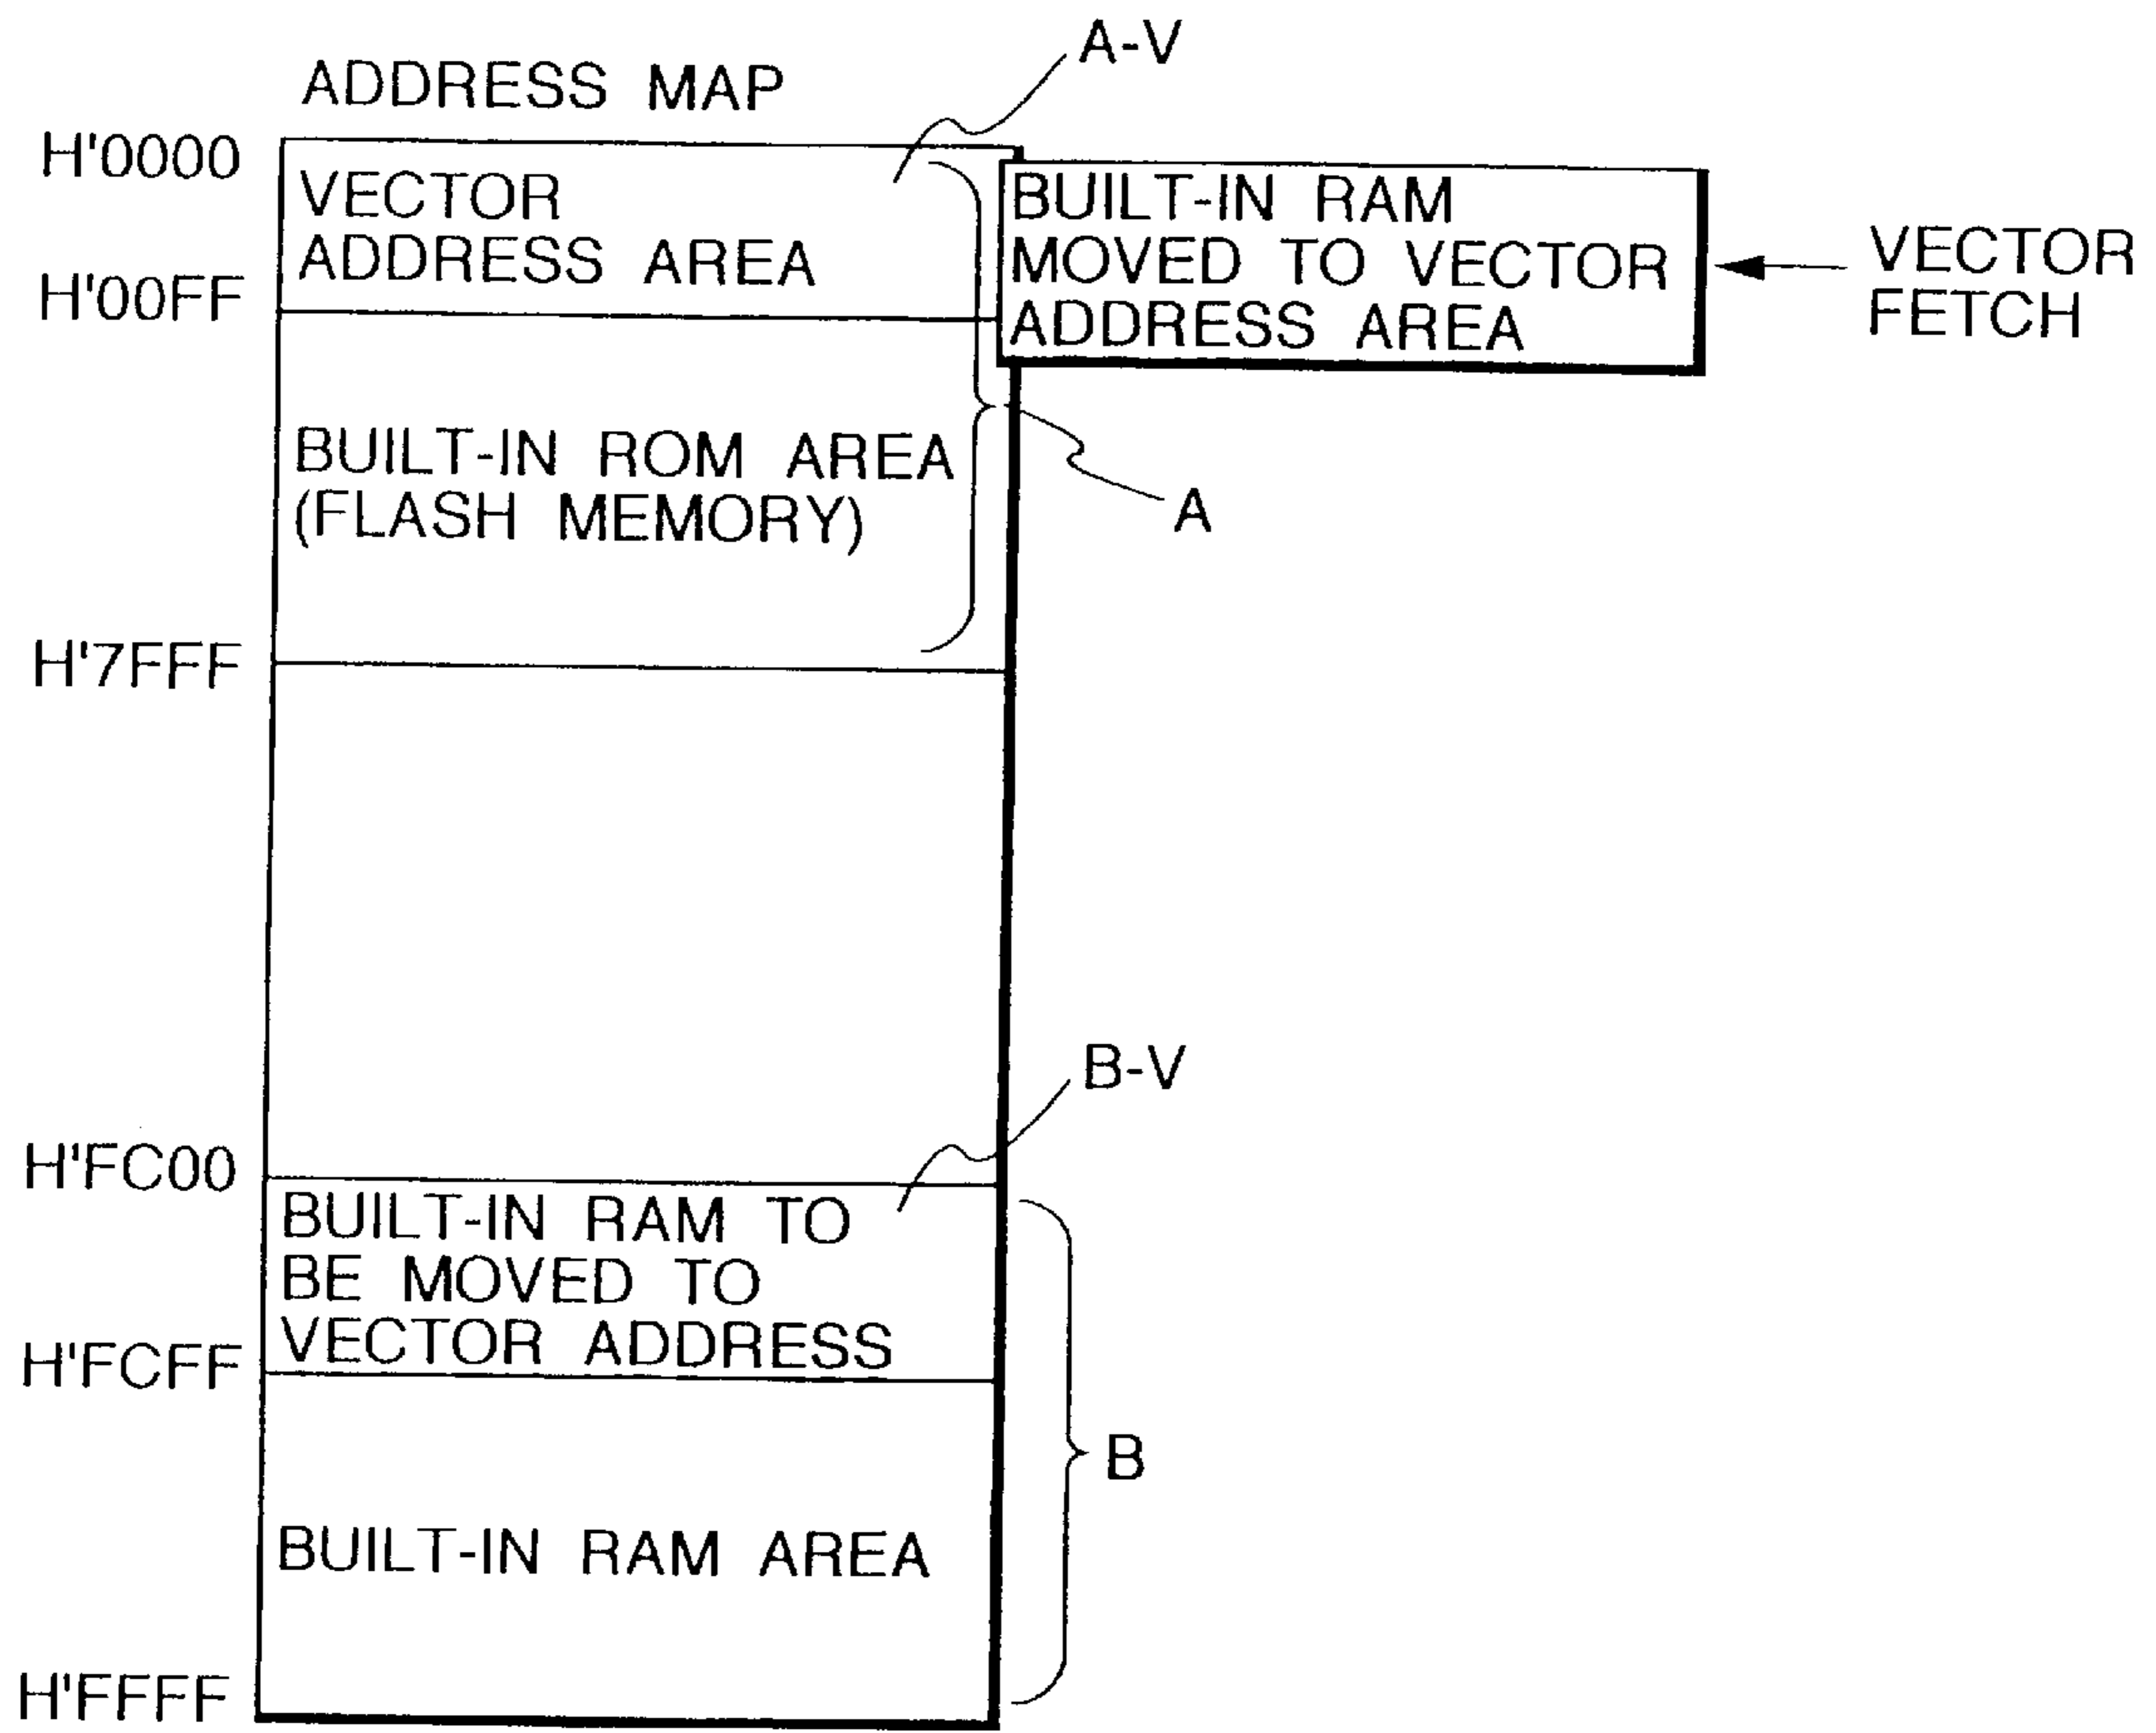 A-V
ADDRESS MAP
H'0000
VECTOR
ADDRESS AREA
BUILT-IN RAM
MOVED TO VECTOR
ADDRESS AREA
VECTOR
FETCH
H'00FF
BUILT-IN ROM AREA
(FLASH MEMORY)
A
H'7FFF
B-V
H'FC00
BUILT-IN RAM TO
BE MOVED TO
VECTOR ADDRESS
H'FCFF
B
BUILT-IN RAM AREA
H'FFFF